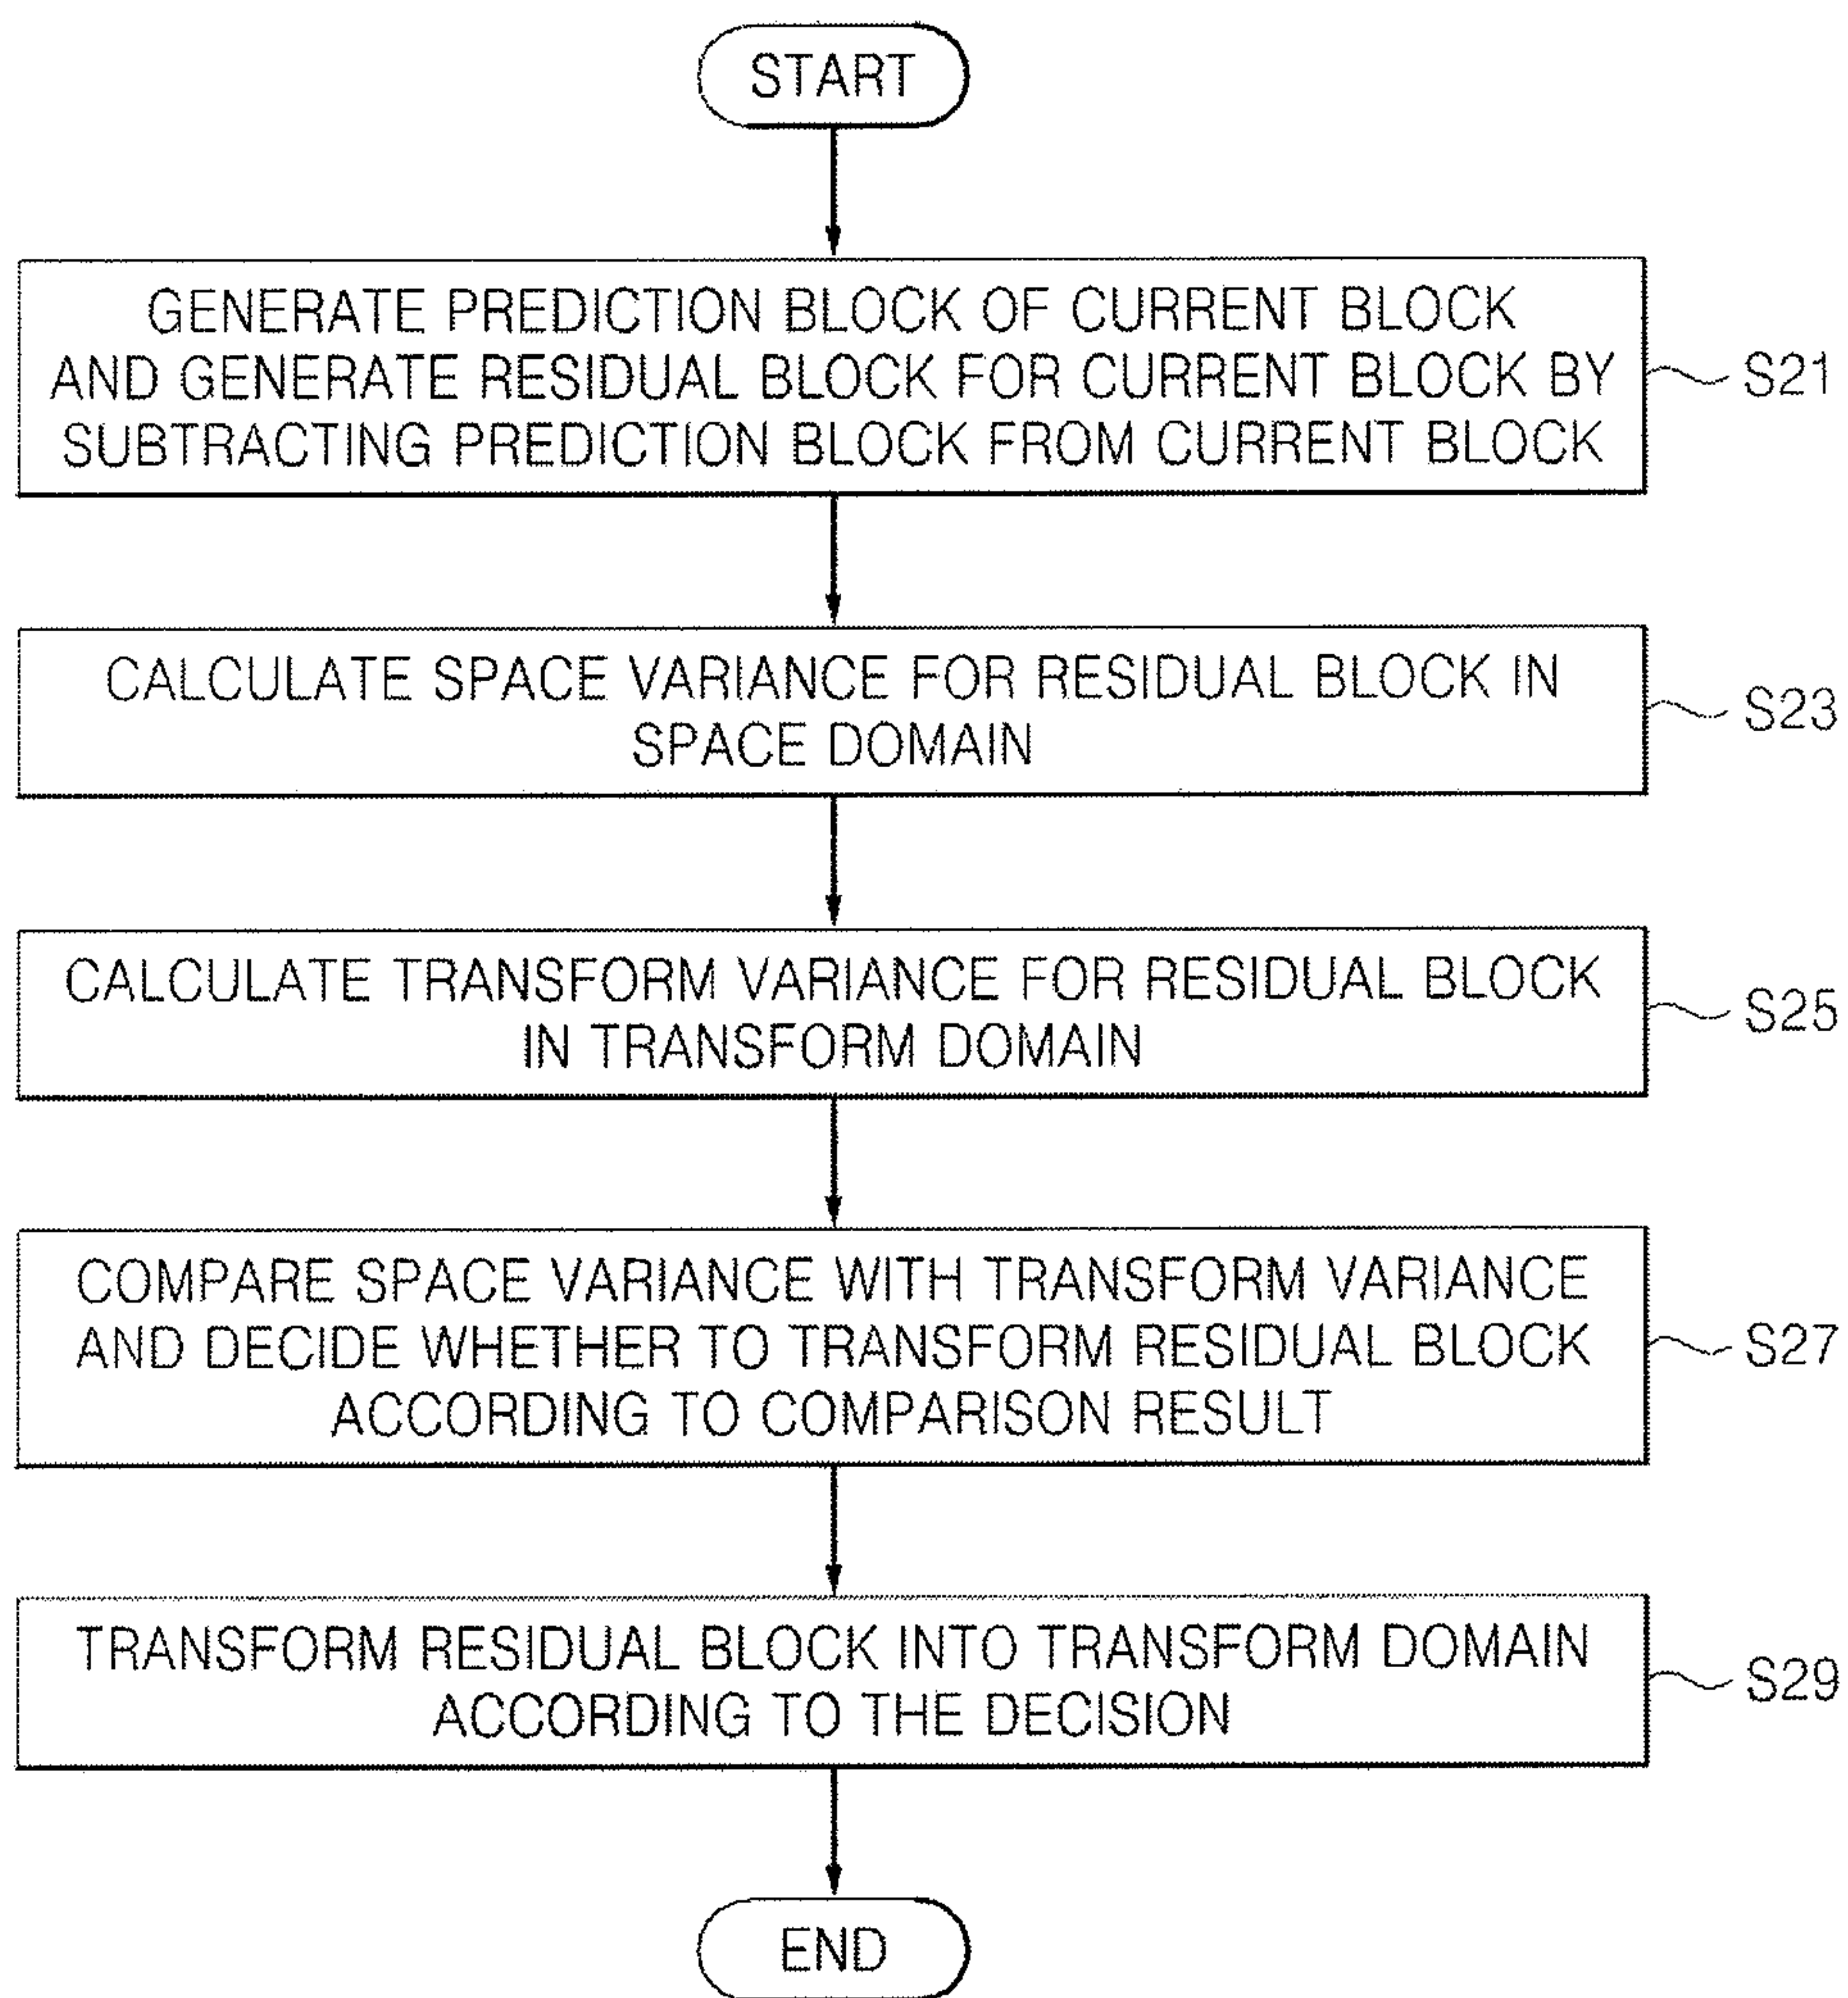 START
GENERATE PREDICTION BLOCK OF CURRENT BLOCK
AND GENERATE RESIDUAL BLOCK FOR CURRENT BLOCK BY
SUBTRACTING PREDICTION BLOCK FROM CURRENT BLOCK
S21
CALCULATE SPACE VARIANCE FOR RESIDUAL BLOCK IN
SPACE DOMAIN
S23
CALCULATE TRANSFORM VARIANCE FOR RESIDUAL BLOCK
IN TRANSFORM DOMAIN
S25
COMPARE SPACE VARIANCE WITH TRANSFORM VARIANCE
AND DECIDE WHETHER TO TRANSFORM RESIDUAL BLOCK
ACCORDING TO COMPARISON RESULT
S27
TRANSFORM RESIDUAL BLOCK INTO TRANSFORM DOMAIN
ACCORDING TO THE DECISION
S29
END